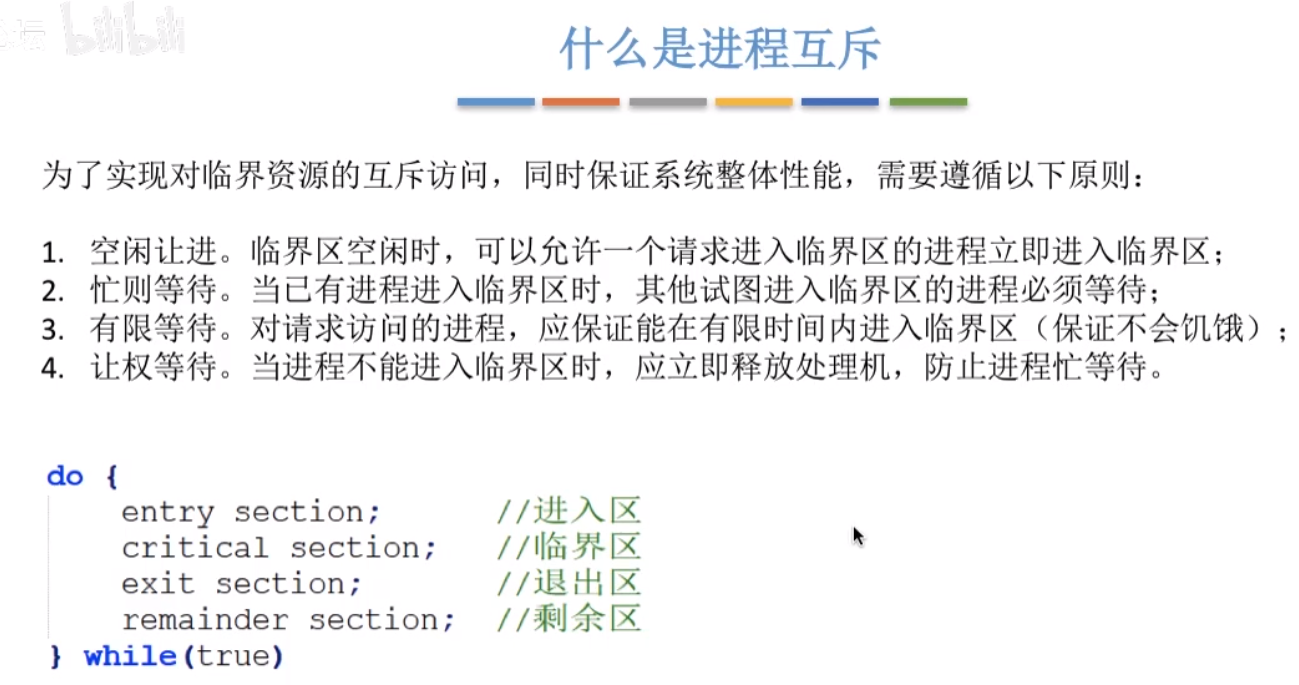 坛 bilibili
什么是进程互斥
为了实现对临界资源的互斥访问，同时保证系统整体性能，需要遵循以下原则：
1. 空闲让进。临界区空闲时，可以允许一个请求进入临界区的进程立即进入临界区；
2. 忙则等待。当已有进程进入临界区时，其他试图进入临界区的进程必须等待；
3. 有限等待。对请求访问的进程，应保证能在有限时间内进入临界区（保证不会饥饿）；
4. 让权等待。当进程不能进入临界区时，应立即释放处理机，防止进程忙等待。
do {
entry section; //进入区
critical section; //临界区
exit section; //退出区
remainder section; //剩余区
} while(true)